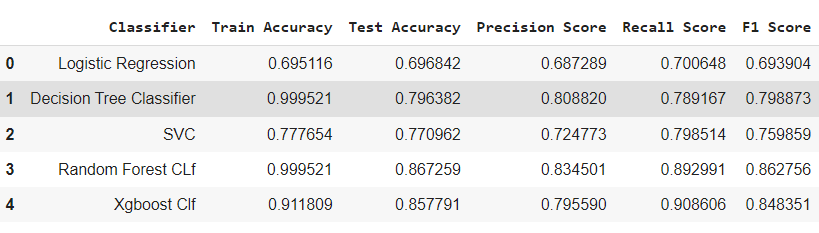 Classifier Train Accuracy Test Accuracy Precision Score Recall Score F1 Score
0 Logistic Regression 0.695116 0.696842 0.687289 0.700648 0.693904
1 Decision Tree Classifier 0.999521 0.796382 0.808820 0.789167 0.798873
2 SVC 0.777654 0.770962 0.724773 0.798514 0.759859
3 Random Forest CLf 0.999521 0.867259 0.834501 0.892991 0.862756
4 Xgboost Clf 0.911809 0.857791 0.795590 0.908606 0.848351